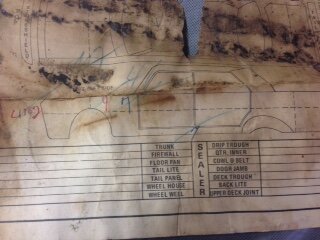 TRUNK
FIREWALL
FLOOR PAN
TAIL LITE
TAIL PANEL
WHEEL HOUSE
WHEEL WELL
SEALER
DRIP TROUGH
QTR. INNER
COWL @ BELT
DOOR JAMB
DECK TROUGH
BACK LITE
UPPER DECK JOINT